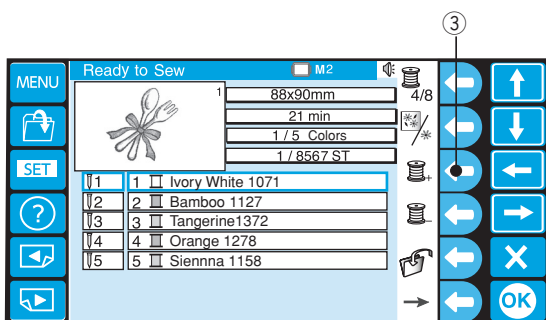 3
MENU
Ready to Sew
M2
4/8
1
88x90mm
21 min
1 / 5 Colors
1 / 8567 ST
SET
1 1 Ivory White 1071
2 2 Bamboo 1127
3 3 Tangerine1372
4 4 Orange 1278
5 5 Siennna 1158
?
X
OK